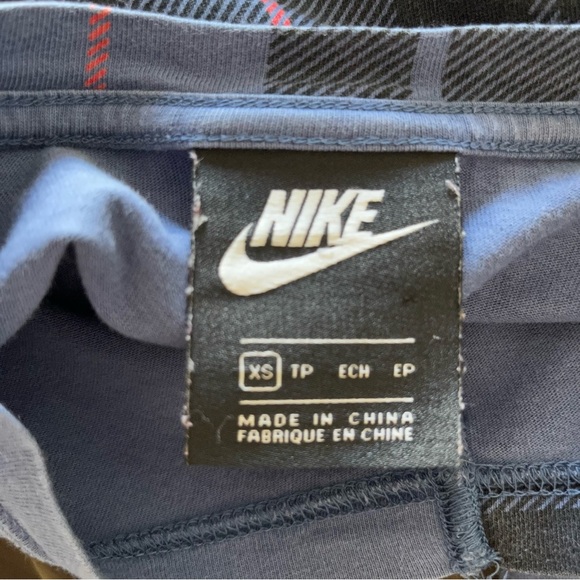 NIKE
XS TP ECH EP
MADE IN CHINA
FABRIQUE EN CHINE